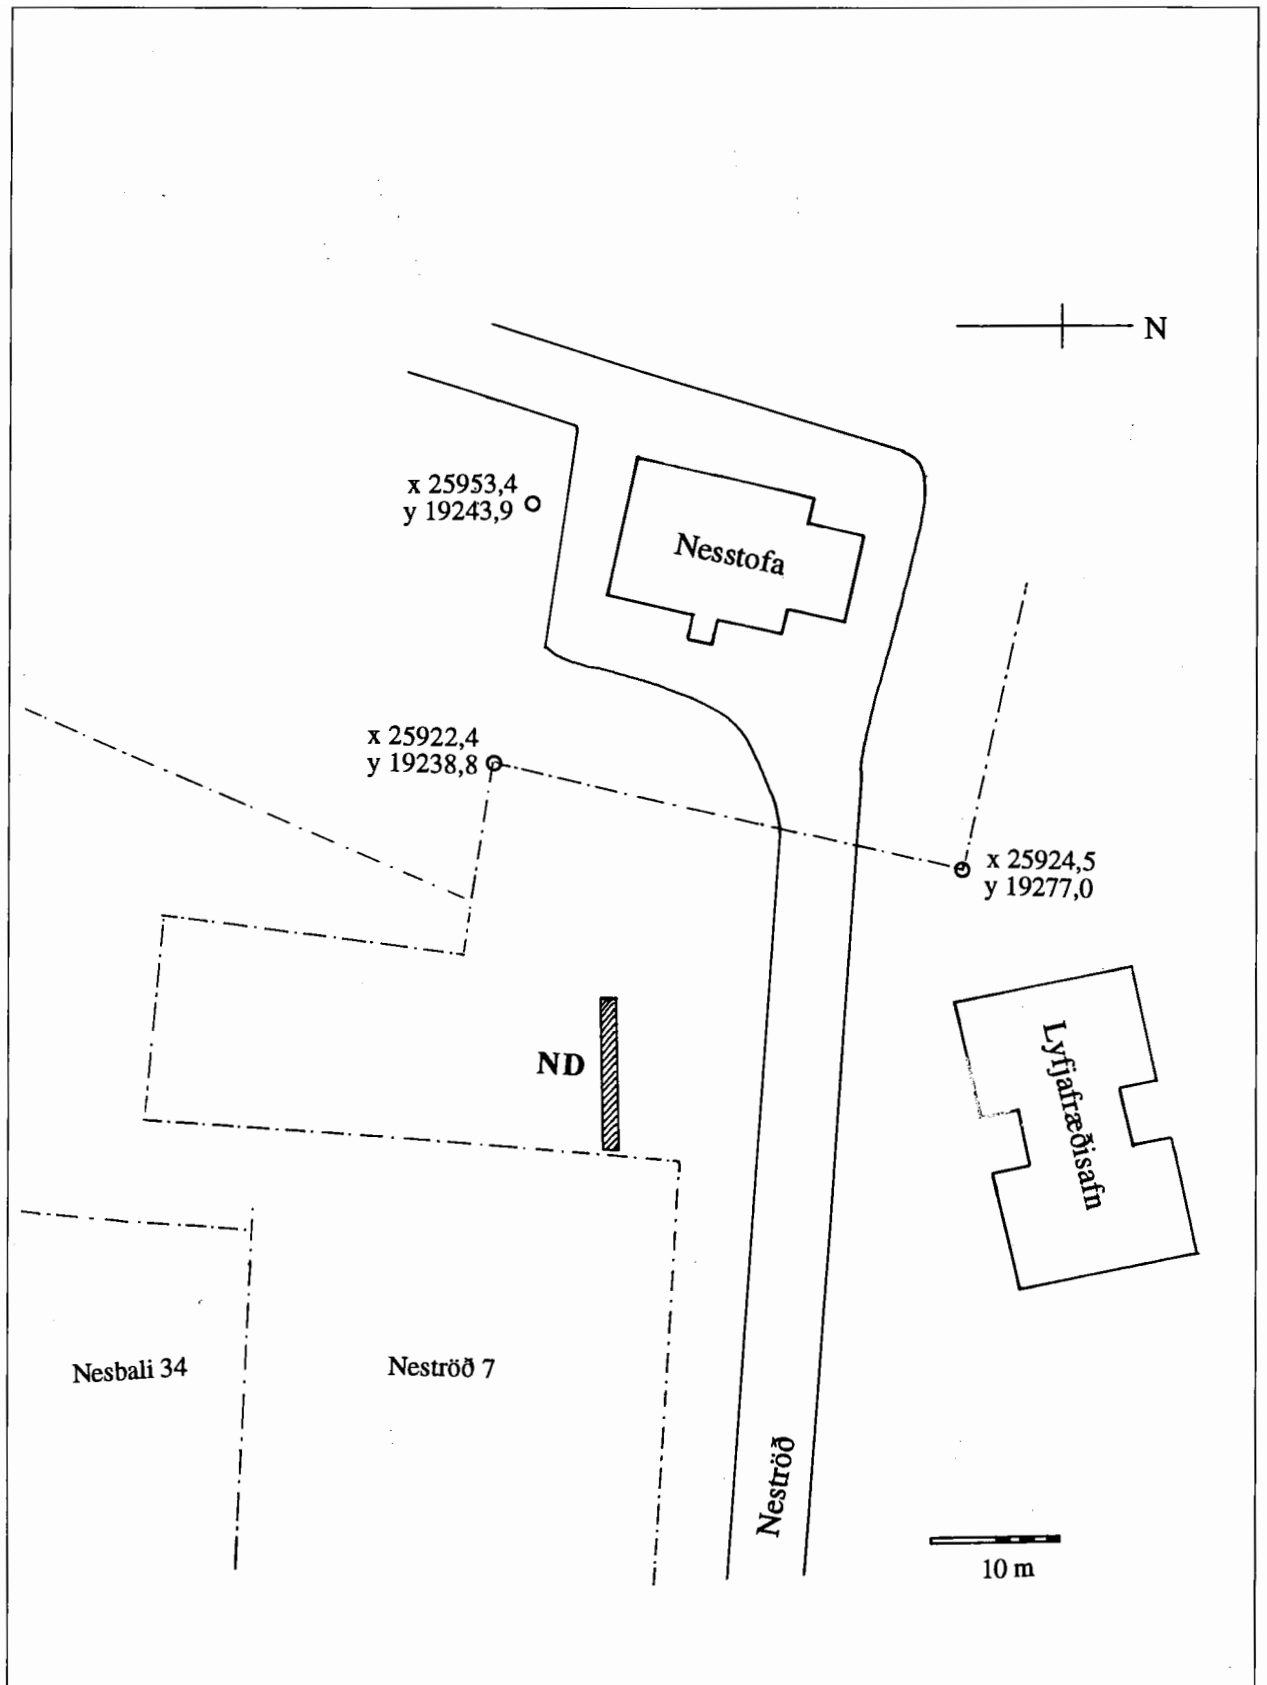 N
x 25953,4
y 19243,9
Nesstofa
x 25922,4
y 19238,8
x 25924,5
y 19277,0
ND
Lyfjafræðisafn
Nesbali 34
Neströð 7
Neströð
10 m